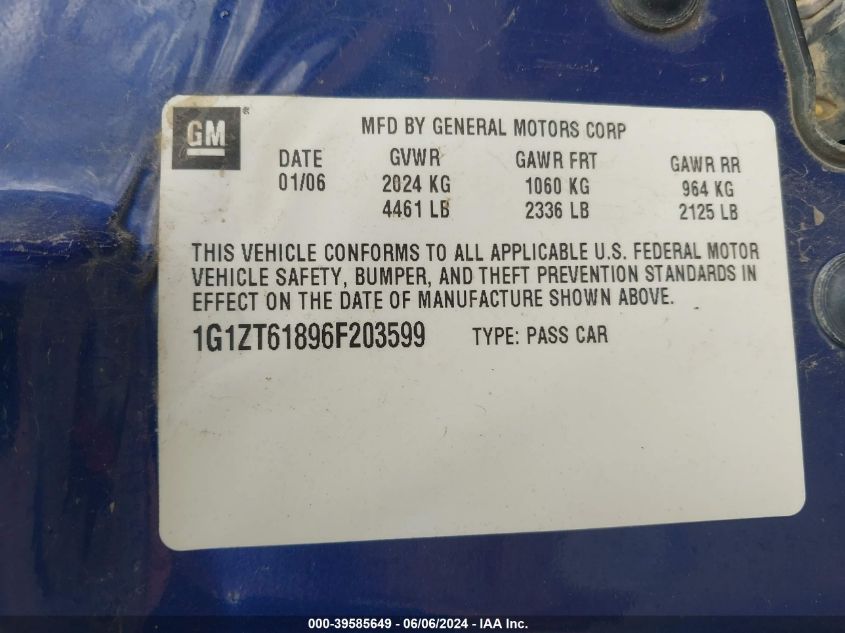 GM®
MFD BY GENERAL MOTORS CORP
DATE GVWR GAWR FRT GAWR RR
01/06 2024 KG 1060 KG 964 KG
4461 LB 2336 LB 2125 LB
THIS VEHICLE CONFORMS TO ALL APPLICABLE U.S. FEDERAL MOTOR
VEHICLE SAFETY, BUMPER, AND THEFT PREVENTION STANDARDS IN
EFFECT ON THE DATE OF MANUFACTURE SHOWN ABOVE.
1G1ZT61896F203599 TYPE: PASS CAR
000-39585649 - 06/06/2024 - IAA Inc.